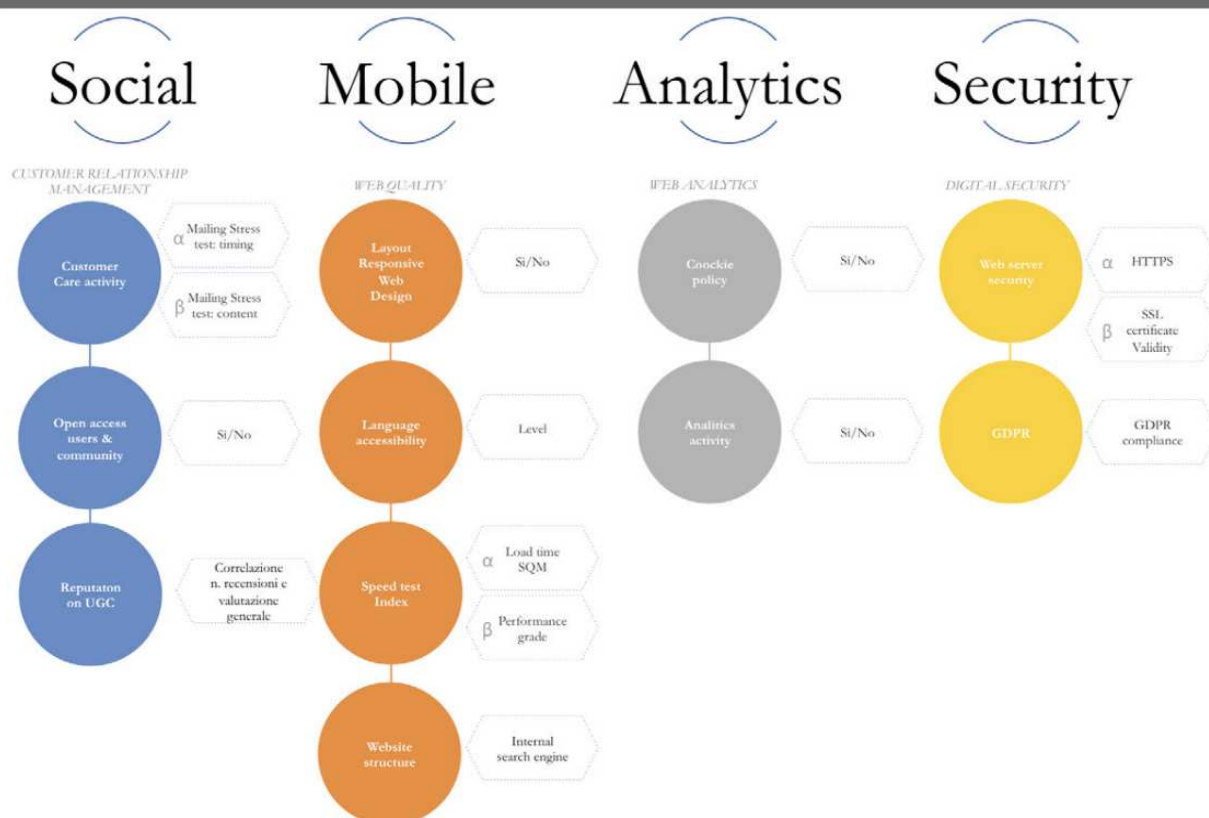 Social
CUSTOMER RELATIONSHIP
MANAGEMENT
Customer
Care activity
α Mailing Stress
test: timing
β Mailing Stress
test: content
Open access
users &
community
Si/No
Reputaton
on UGC
Correlazione
n. recensioni e
valutazione
generale
Mobile
WEB QUALITY
Layout
Responsive
Web
Design
Si/No
Language
accessibility
Level
Speed test
Index
α Load time
SQM
β Performance
grade
Website
structure
Internal
search engine
Analytics
WEB ANALYTICS
Coockie
policy
Si/No
Analitics
activity
Si/No
Security
DIGITAL SECURITY
Web server
security
α HTTPS
β SSL
certificate
Validity
GDPR
GDPR
compliance